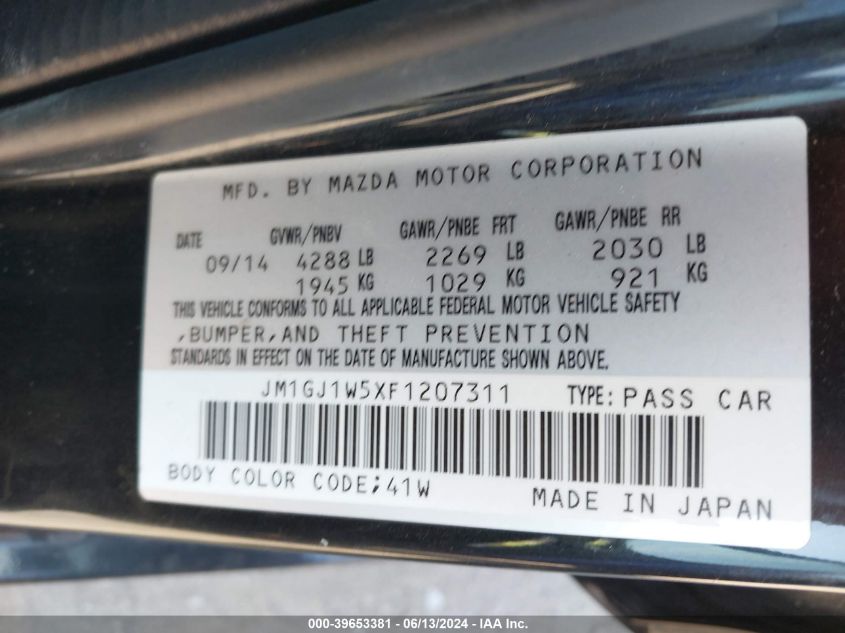 MFD. BY MAZDA MOTOR CORPORATION
DATE GVWR/PNBV GAWR/PNBE FRT GAWR/PNBE RR
09/14 4288 LB 2269 LB 2030 LB
1945 KG 1029 KG 921 KG
THIS VEHICLE CONFORMS TO ALL APPLICABLE FEDERAL MOTOR VEHICLE SAFETY
,BUMPER,AND THEFT PREVENTION
STANDARDS IN EFFECT ON THE DATE OF MANUFACTURE SHOWN ABOVE.
JM1GJ1W5XF1207311 TYPE: PASS CAR
BODY COLOR CODE;41W MADE IN JAPAN
000-39653381 - 06/13/2024 - IAA Inc.